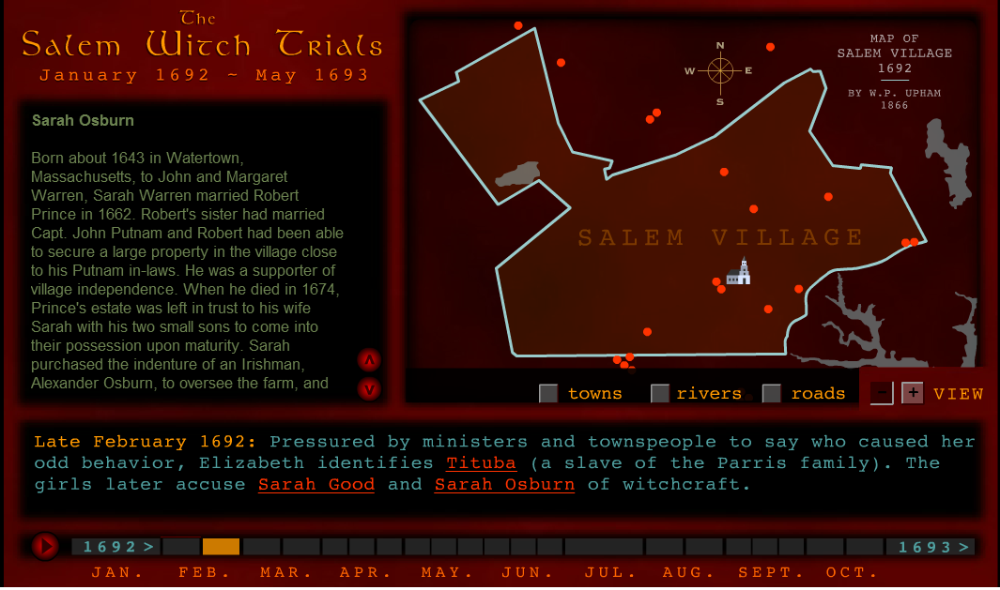 The
Salem Witch Trials
January 1692 ~ May 1693
Sarah Osburn
Born about 1643 in Watertown,
Massachusetts, to John and Margaret
Warren, Sarah Warren married Robert
Prince in 1662. Robert's sister had married
Capt. John Putnam and Robert had been able
to secure a large property in the village close
to his Putnam in-laws. He was a supporter of
village independence. When he died in 1674,
Prince's estate was left in trust to his wife
Sarah with his two small sons to come into
their possession upon maturity. Sarah
purchased the indenture of an Irishman,
Alexander Osburn, to oversee the farm, and
N
W E
S
MAP OF
SALEM VILLAGE
1692
BY W.P. UPHAM
1866
SALEM VILLAGE
towns rivers roads - + VIEW
Late February 1692: Pressured by ministers and townspeople to say who caused her
odd behavior, Elizabeth identifies Tituba (a slave of the Parris family). The
girls later accuse Sarah Good and Sarah Osburn of witchcraft.
1692 > 1693 >
JAN. FEB. MAR. APR. MAY. JUN. JUL. AUG. SEPT. OCT.